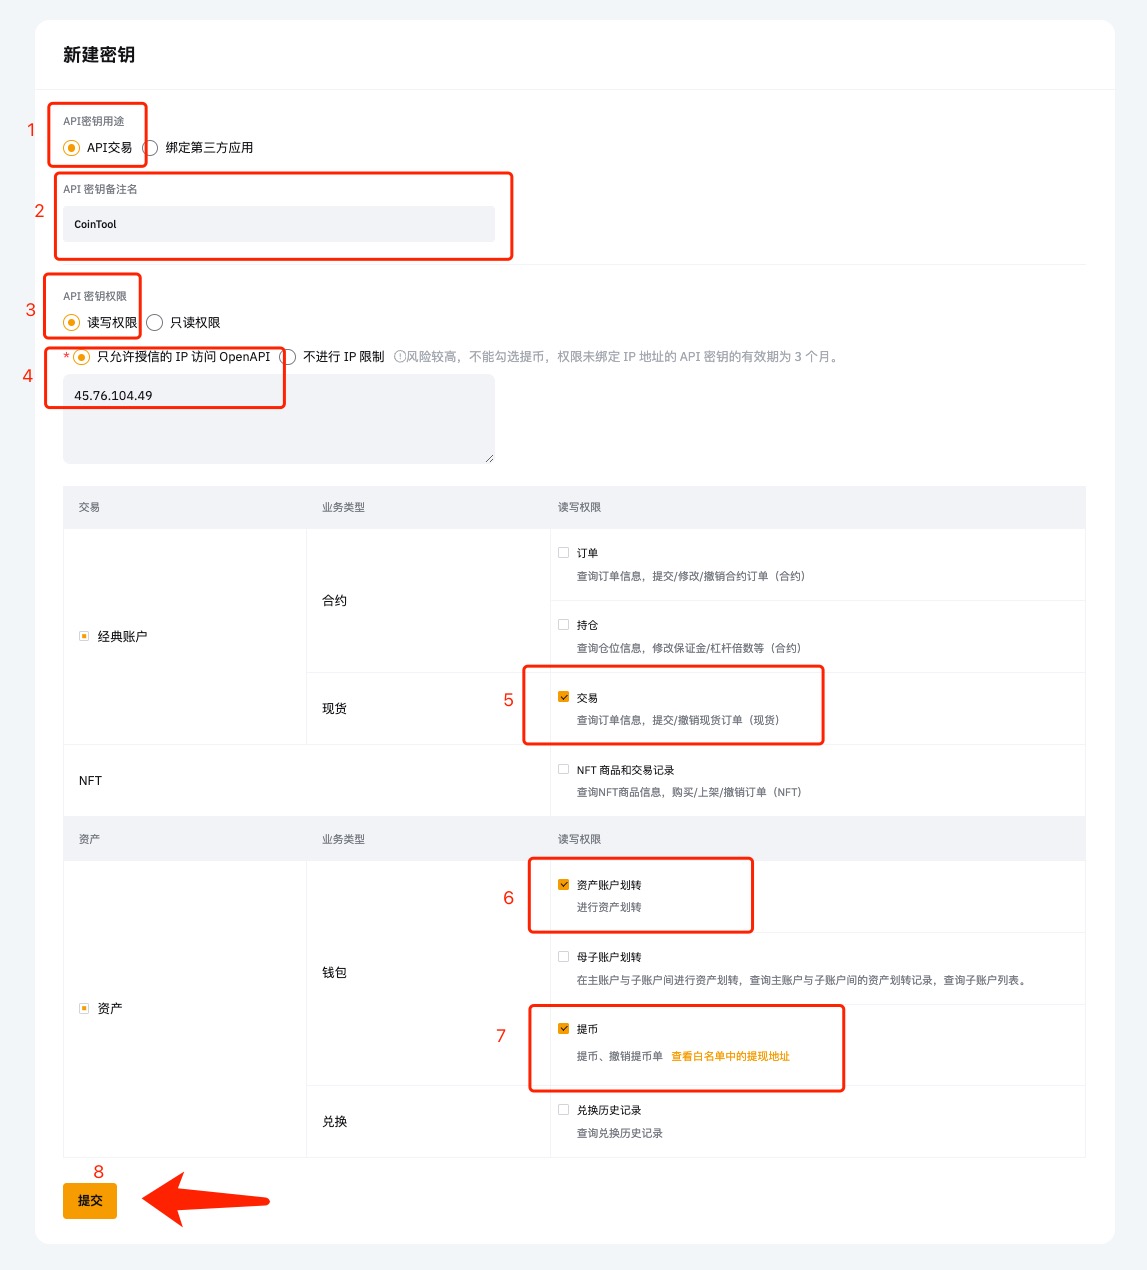 新建密钥
1
API密钥用途
API交易 绑定第三方应用
2
API 密钥备注名
CoinTool
3
API 密钥权限
读写权限 只读权限
4
* 只允许授信的 IP 访问 OpenAPI 不进行 IP 限制 风险较高，不能勾选提币，权限未绑定 IP 地址的 API 密钥的有效期为 3 个月。
45.76.104.49
交易 业务类型 读写权限
经典账户
合约
订单
查询订单信息，提交/修改/撤销合约订单（合约）
持仓
查询仓位信息，修改保证金/杠杆倍数等（合约）
现货
5
交易
查询订单信息，提交/撤销现货订单（现货）
NFT
NFT 商品和交易记录
查询NFT商品信息，购买/上架/撤销订单（NFT）
资产 业务类型 读写权限
资产
钱包
6
资产账户划转
进行资产划转
母子账户划转
在主账户与子账户间进行资产划转，查询主账户与子账户间的资产划转记录，查询子账户列表。
7
提币
提币、撤销提币单 查看白名单中的提现地址
兑换
兑换历史记录
查询兑换历史记录
8
提交